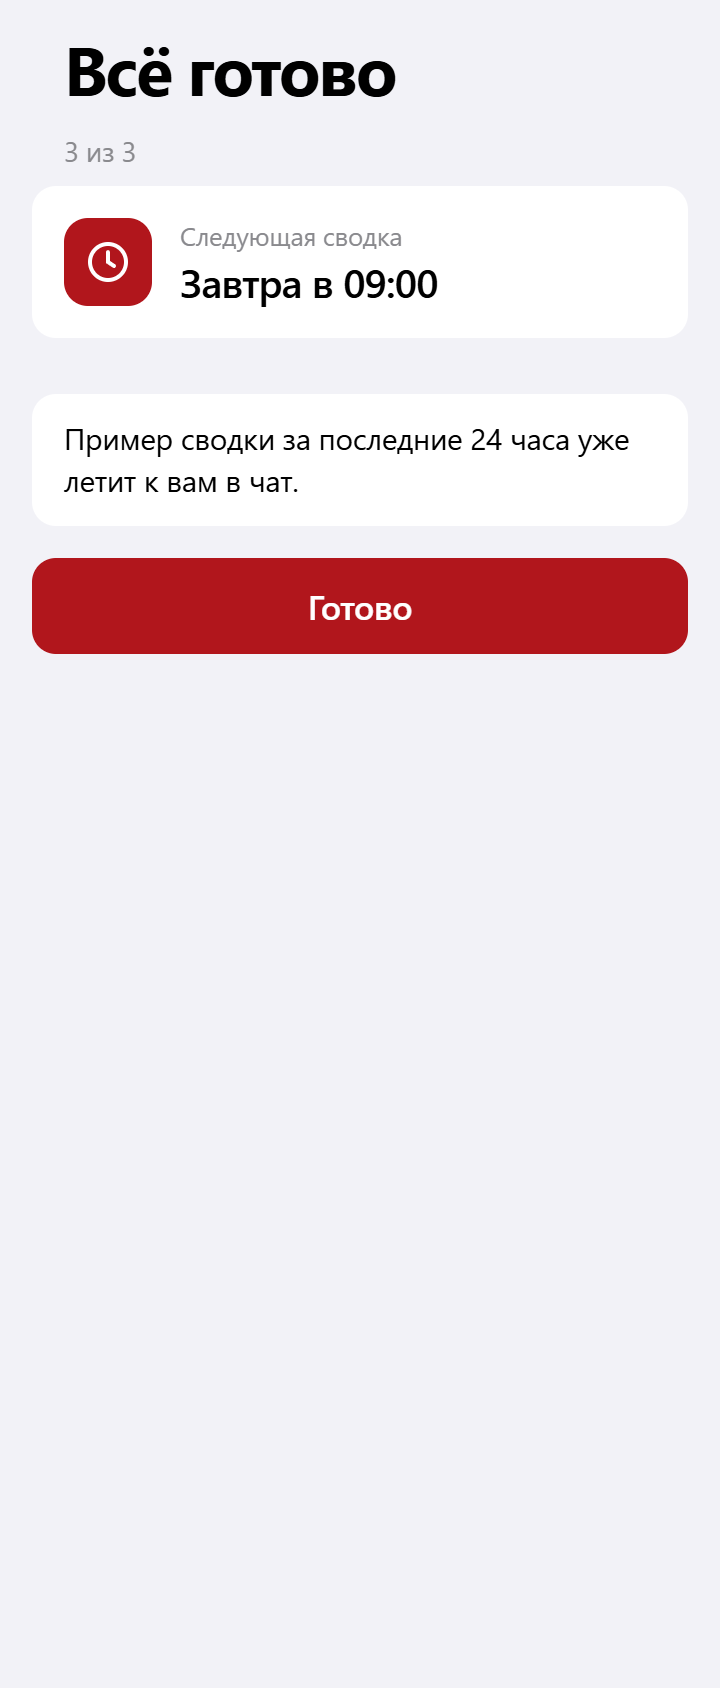 Всё готово
3 из 3
Следующая сводка
Завтра в 09:00
Пример сводки за последние 24 часа уже
летит к вам в чат.
Готово